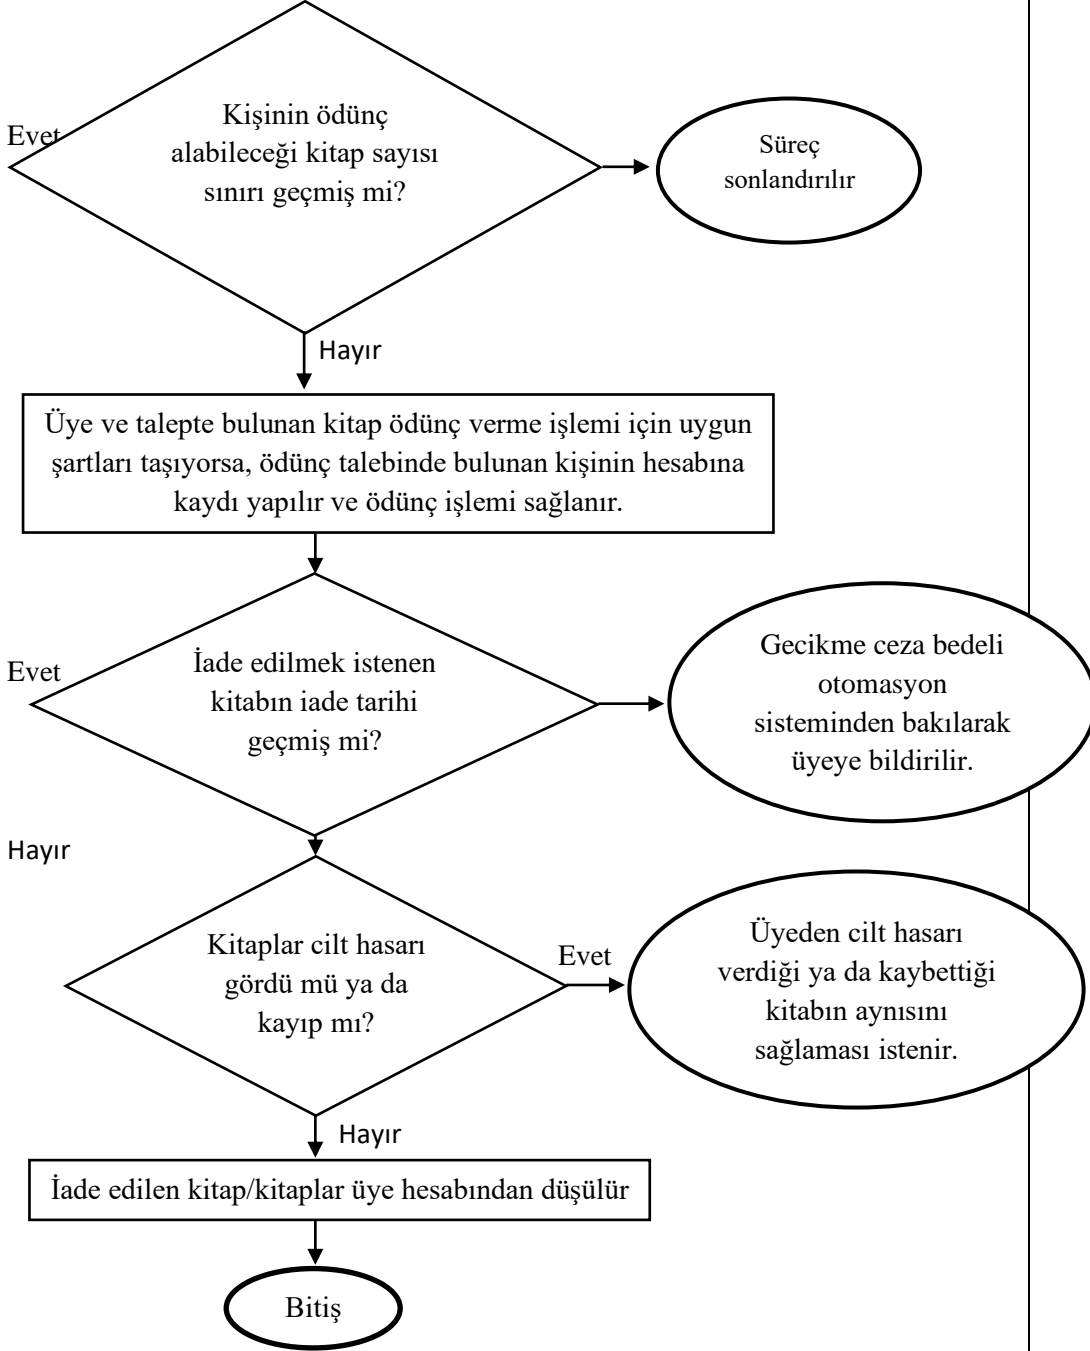 Kişinin ödünç
alabileceği kitap sayısı
sınırı geçmiş mi?
Evet
Süreç
sonlandırılır
Hayır
Üye ve talepte bulunan kitap ödünç verme işlemi için uygun
şartları taşıyorsa, ödünç talebinde bulunan kişinin hesabına
kaydı yapılır ve ödünç işlemi sağlanır.
Evet
İade edilmek istenen
kitabın iade tarihi
geçmiş mi?
Gecikme ceza bedeli
otomasyon
sisteminden bakılarak
üyeye bildirilir.
Hayır
Kitaplar cilt hasarı
gördü mü ya da
kayıp mı?
Evet
Üyeden cilt hasarı
verdiği ya da kaybettiği
kitabın aynısını
sağlaması istenir.
Hayır
İade edilen kitap/kitaplar üye hesabından düşülür
Bitiş